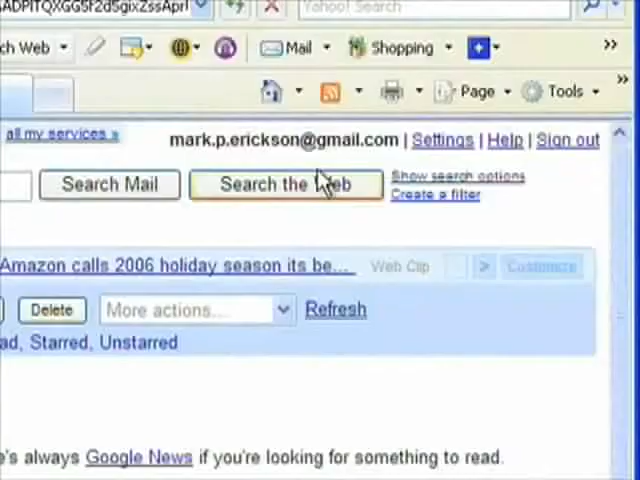 Yahoo! Search
ch Web
Mail
Shopping
Page
Tools
all my services »
mark.p.erickson@gmail.com | Settings | Help | Sign out
Search Mail
Search the Web
Show search options
Create a filter
Amazon calls 2006 holiday season its be...
Web Clip
> Customize
Delete
More actions...
Refresh
ad, Starred, Unstarred
e's always Google News if you're looking for something to read.